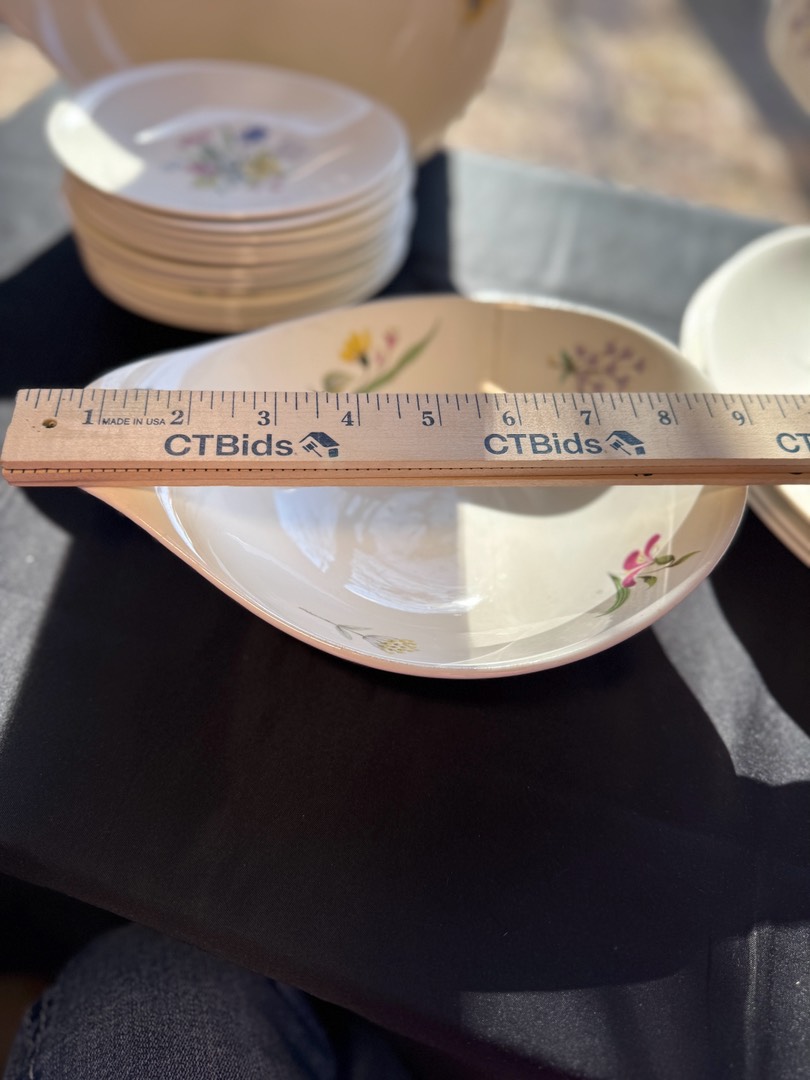 1 MADE IN USA 2 3 4 5 6 7 8 9
CTBids. CTBids. CT